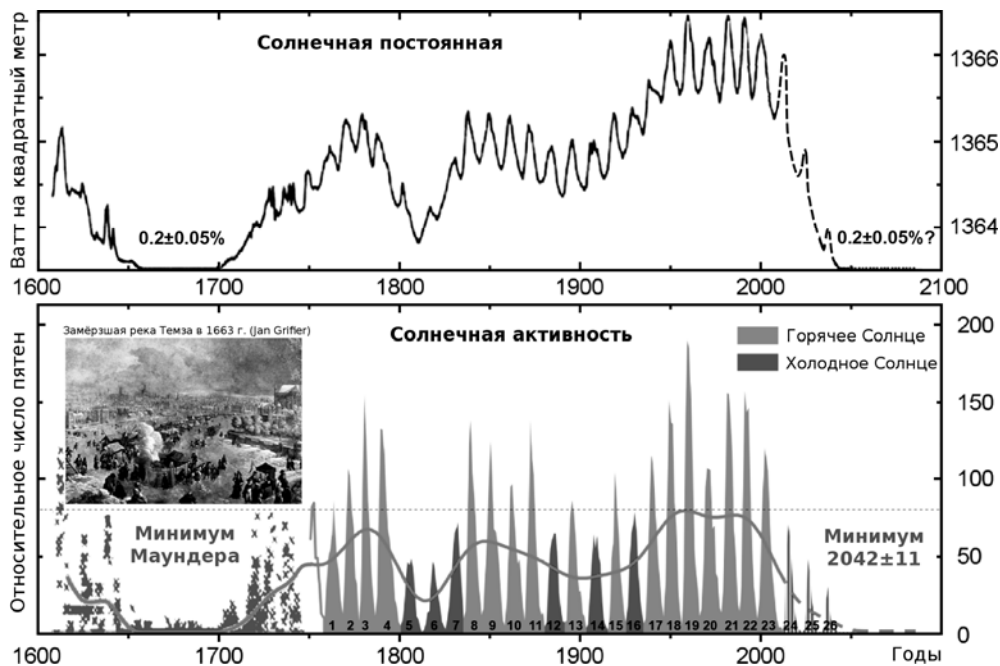 Ватт на квадратный метр
Солнечная постоянная
1366
1365
1364
0.2±0.05%
0.2±0.05%?
1600
1700
1800
1900
2000
2100
Относительное число пятен
Замёрзшая река Темза в 1663 г. (Jan Grifier)
Солнечная активность
Горячее Солнце
Холодное Солнце
200
150
100
50
0
Минимум
Маундера
Минимум
2042±11
1 2 3 4 5 6 7 8 9 10 11 12 13 14 15 16 17 18 19 20 21 22 23 24 25 26
1600
1700
1800
1900
2000
Годы